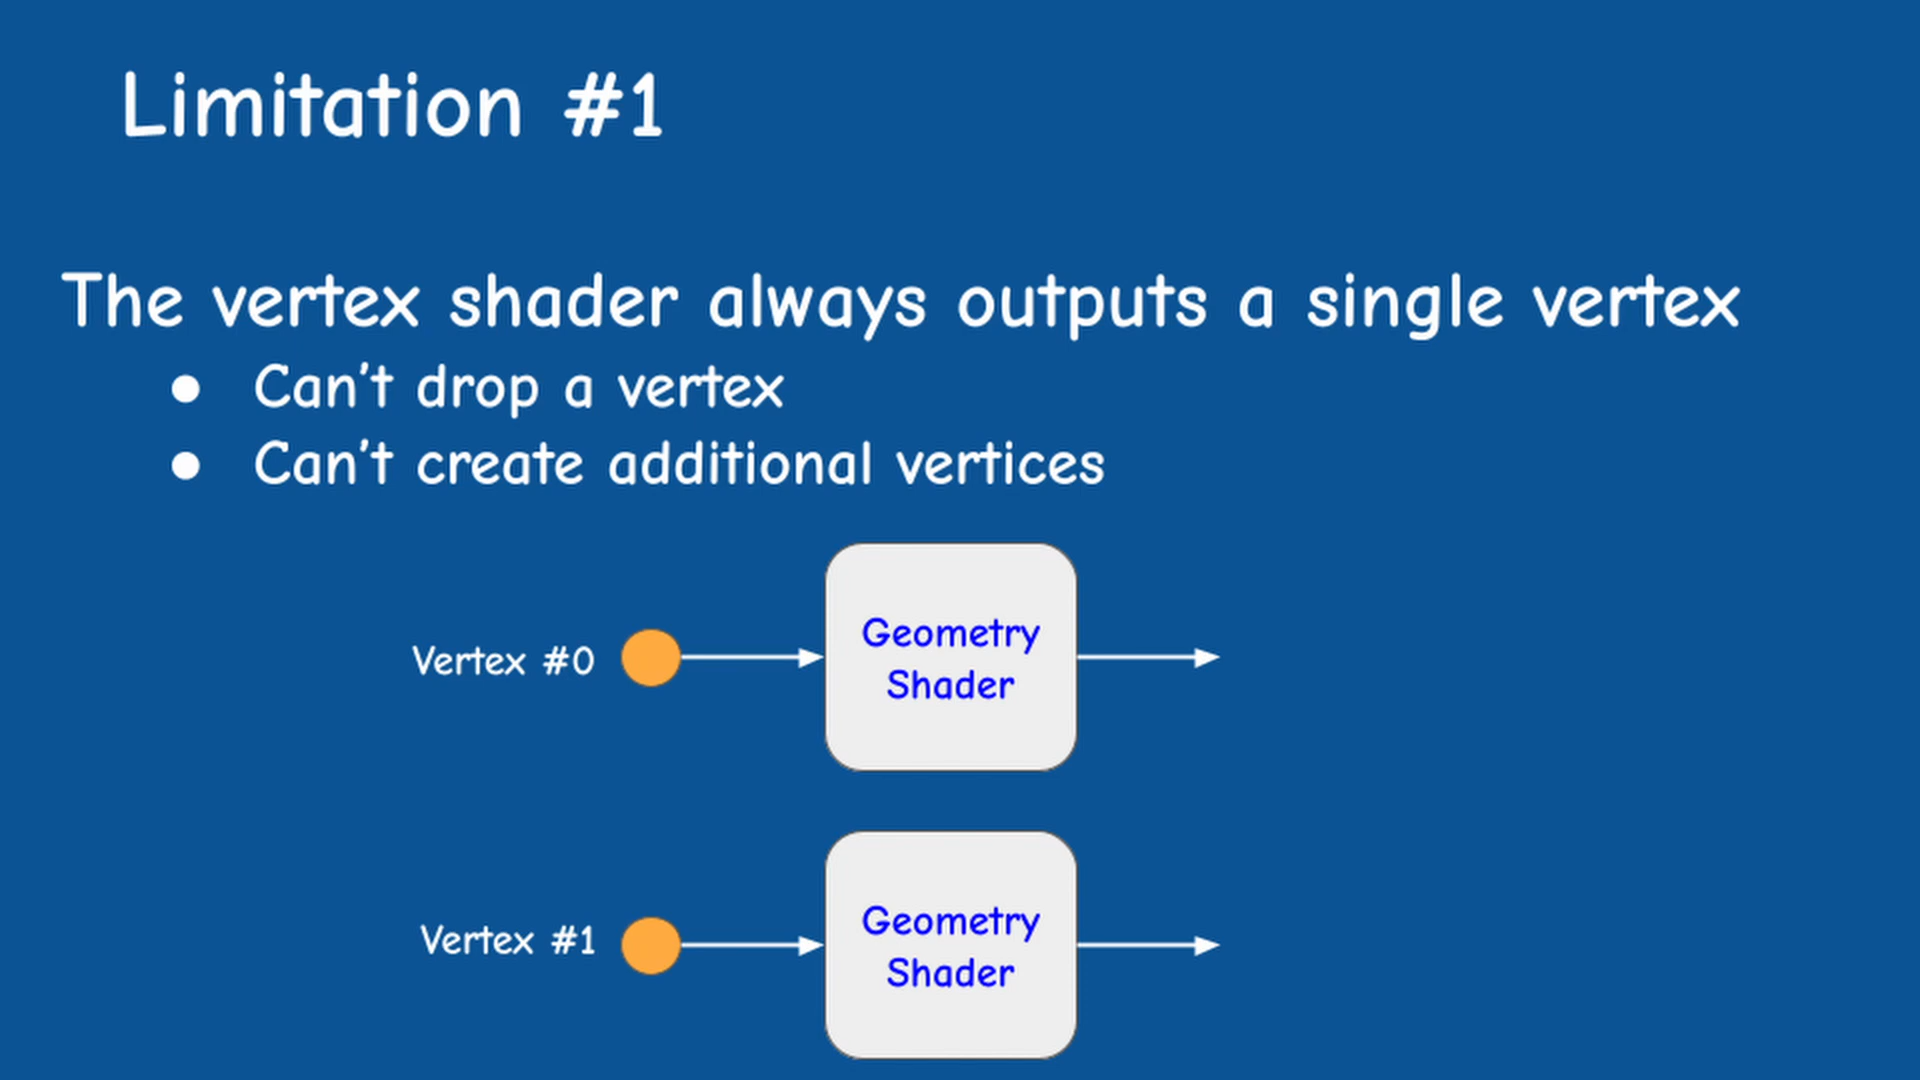 Limitation #1
The vertex shader always outputs a single vertex
● Can't drop a vertex
● Can't create additional vertices
Vertex #0
Geometry
Shader
Vertex #1
Geometry
Shader